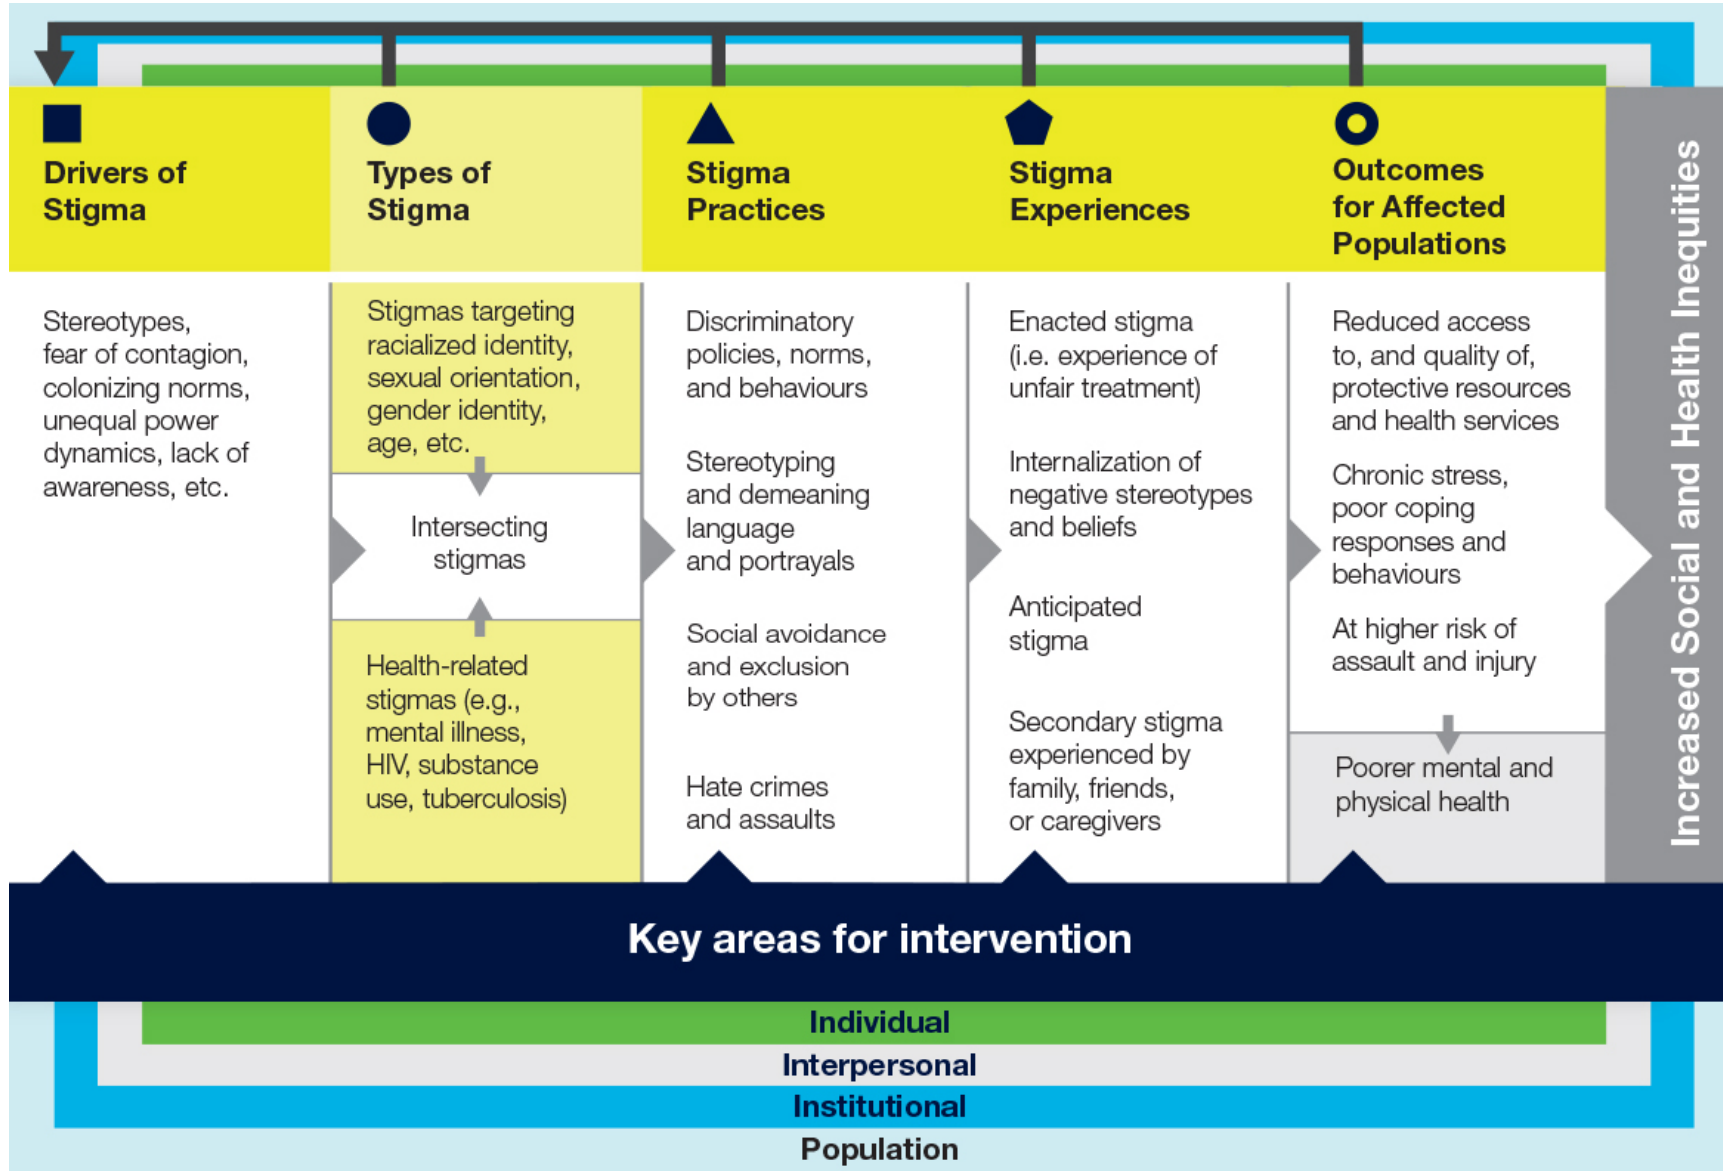 Drivers of
Stigma
Types of
Stigma
Stigma
Practices
Stigma
Experiences
Outcomes
for Affected
Populations
Stereotypes,
fear of contagion,
colonizing norms,
unequal power
dynamics, lack of
awareness, etc.
Stigmas targeting
racialized identity,
sexual orientation,
gender identity,
age, etc.
Intersecting
stigmas
Health-related
stigmas (e.g.,
mental illness,
HIV, substance
use, tuberculosis)
Discriminatory
policies, norms,
and behaviours
Stereotyping
and demeaning
language
and portrayals
Social avoidance
and exclusion
by others
Hate crimes
and assaults
Enacted stigma
(i.e. experience of
unfair treatment)
Internalization of
negative stereotypes
and beliefs
Anticipated
stigma
Secondary stigma
experienced by
family, friends,
or caregivers
Reduced access
to, and quality of,
protective resources
and health services
Chronic stress,
poor coping
responses and
behaviours
At higher risk of
assault and injury
Poorer mental and
physical health
Increased Social and Health Inequities
Key areas for intervention
Individual
Interpersonal
Institutional
Population